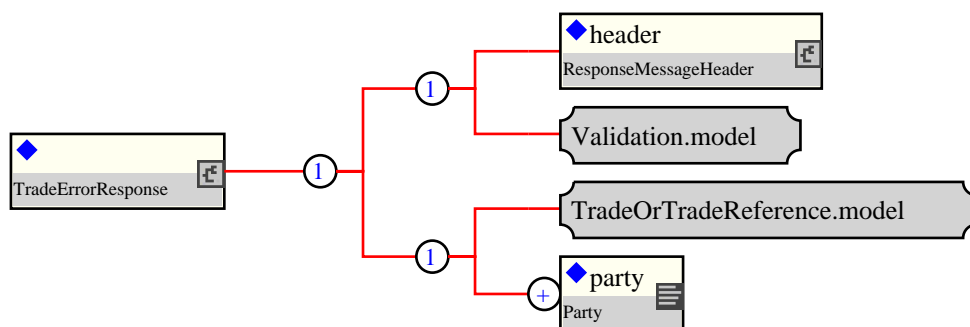 header
ResponseMessageHeader
1
Validation.model
TradeErrorResponse
1
TradeOrTradeReference.model
1
party
+
Party